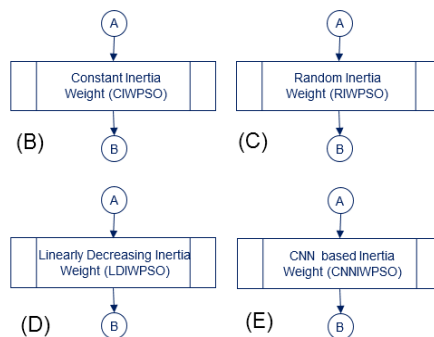 A
Constant Inertia
Weight (CIWPSO)
B
(B)
A
Random Inertia
Weight (RIWPSO)
B
(C)
A
Linearly Decreasing Inertia
Weight (LDIWPSO)
B
(D)
A
CNN based Inertia
Weight (CNNIWPSO)
B
(E)